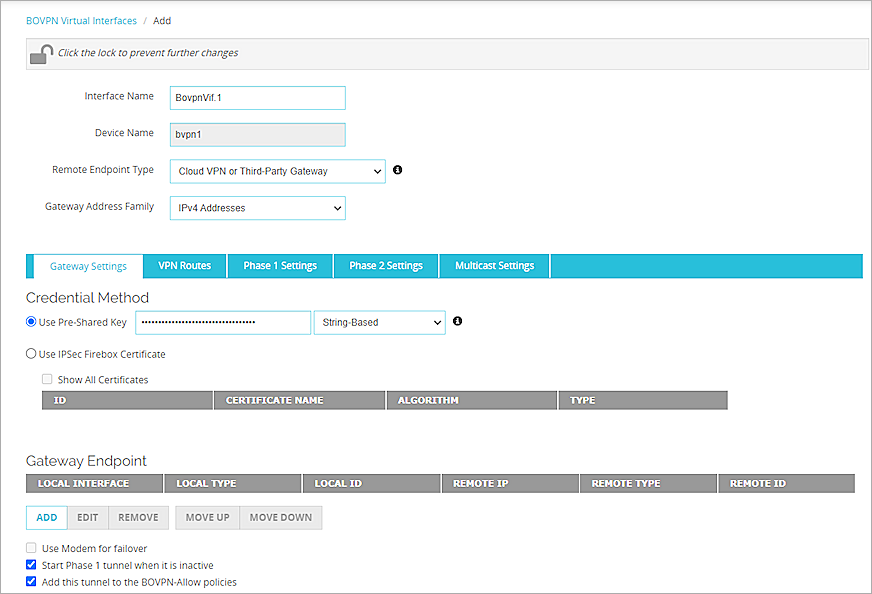 BOVPN Virtual Interfaces / Add
Click the lock to prevent further changes
Interface Name BovpnVif.1
Device Name bvpn1
Remote Endpoint Type Cloud VPN or Third-Party Gateway
Gateway Address Family IPv4 Addresses
Gateway Settings VPN Routes Phase 1 Settings Phase 2 Settings Multicast Settings
Credential Method
Use Pre-Shared Key •••••••••••••••••••••••••••••••• String-Based
Use IPSec Firebox Certificate
Show All Certificates
ID CERTIFICATE NAME ALGORITHM TYPE
Gateway Endpoint
LOCAL INTERFACE LOCAL TYPE LOCAL ID REMOTE IP REMOTE TYPE REMOTE ID
ADD EDIT REMOVE MOVE UP MOVE DOWN
Use Modem for failover
Start Phase 1 tunnel when it is inactive
Add this tunnel to the BOVPN-Allow policies